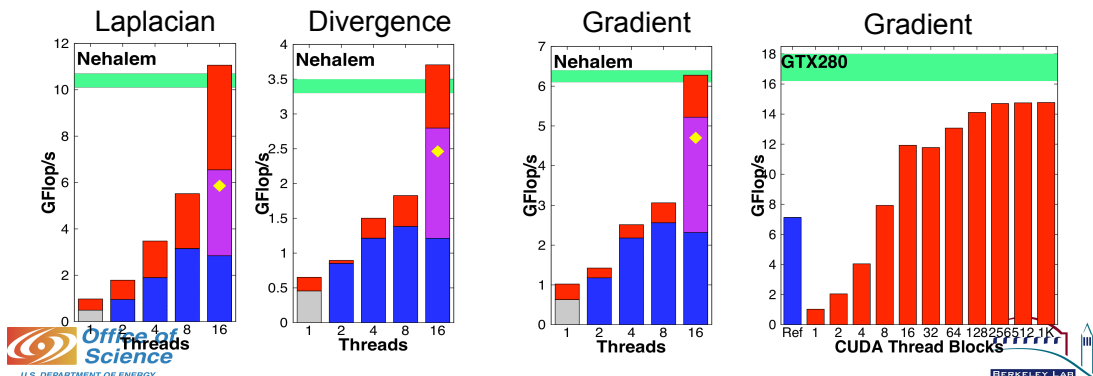 Laplacian
Divergence
Gradient
Gradient
12
10
8
6
4
2
0
GFlop/s
Nehalem
1 2 4 8 16
Threads
4
3.5
3
2.5
2
1.5
1
0.5
0
GFlop/s
Nehalem
1 2 4 8 16
Threads
7
6
5
4
3
2
1
0
GFlop/s
Nehalem
1 2 4 8 16
Threads
18
16
14
12
10
8
6
4
2
0
GFlop/s
GTX280
Ref 1 2 4 8 16 32 64 128 256 512 1K
CUDA Thread Blocks
Office of
Science
U.S. DEPARTMENT OF ENERGY
BERKELEY LAB